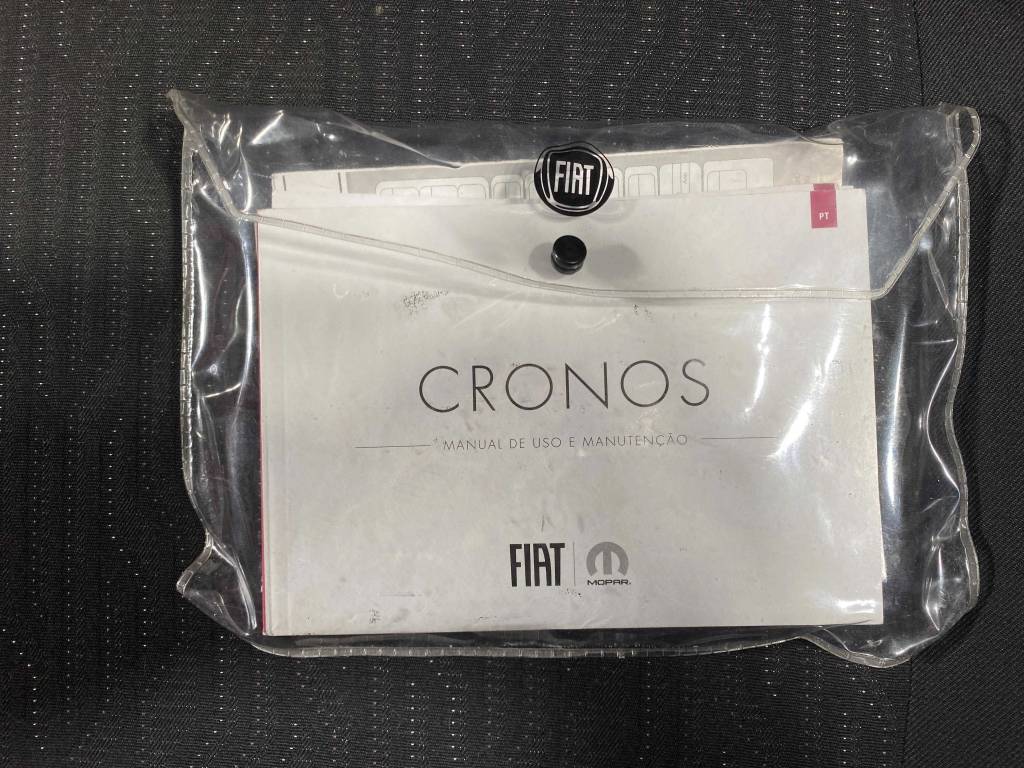 FIAT
PT
CRONOS
MANUAL DE USO E MANUTENÇÃO
FIAT
MOPAR.